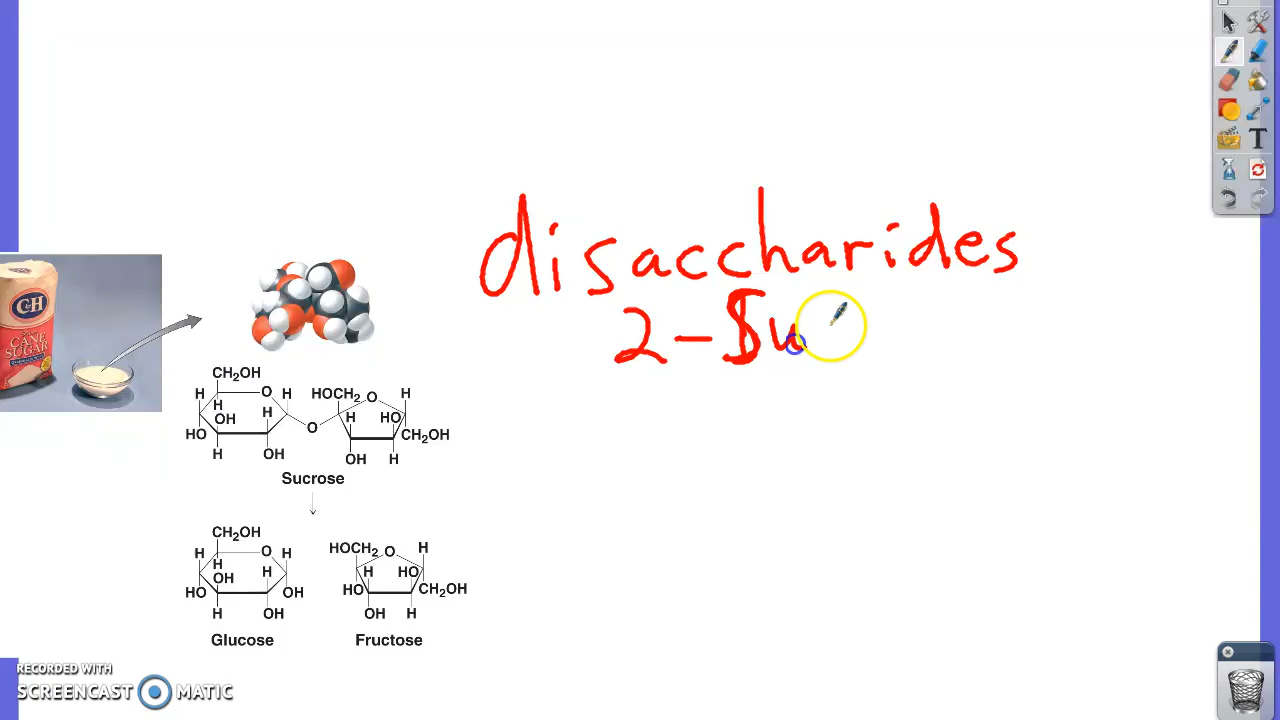 disaccharides
2-Su
C&H
CANE
SUGAR
CH₂OH
H
O
H
H
OH
H
HO
H
OH
O
HOCH₂
O
H
H
HO
CH₂OH
OH
H
Sucrose
CH₂OH
H
O
H
H
OH
H
HO
OH
H
OH
Glucose
HOCH₂
O
H
H
HO
HO
CH₂OH
OH
H
Fructose
T
RECORDED WITH
SCREENCAST MATIC